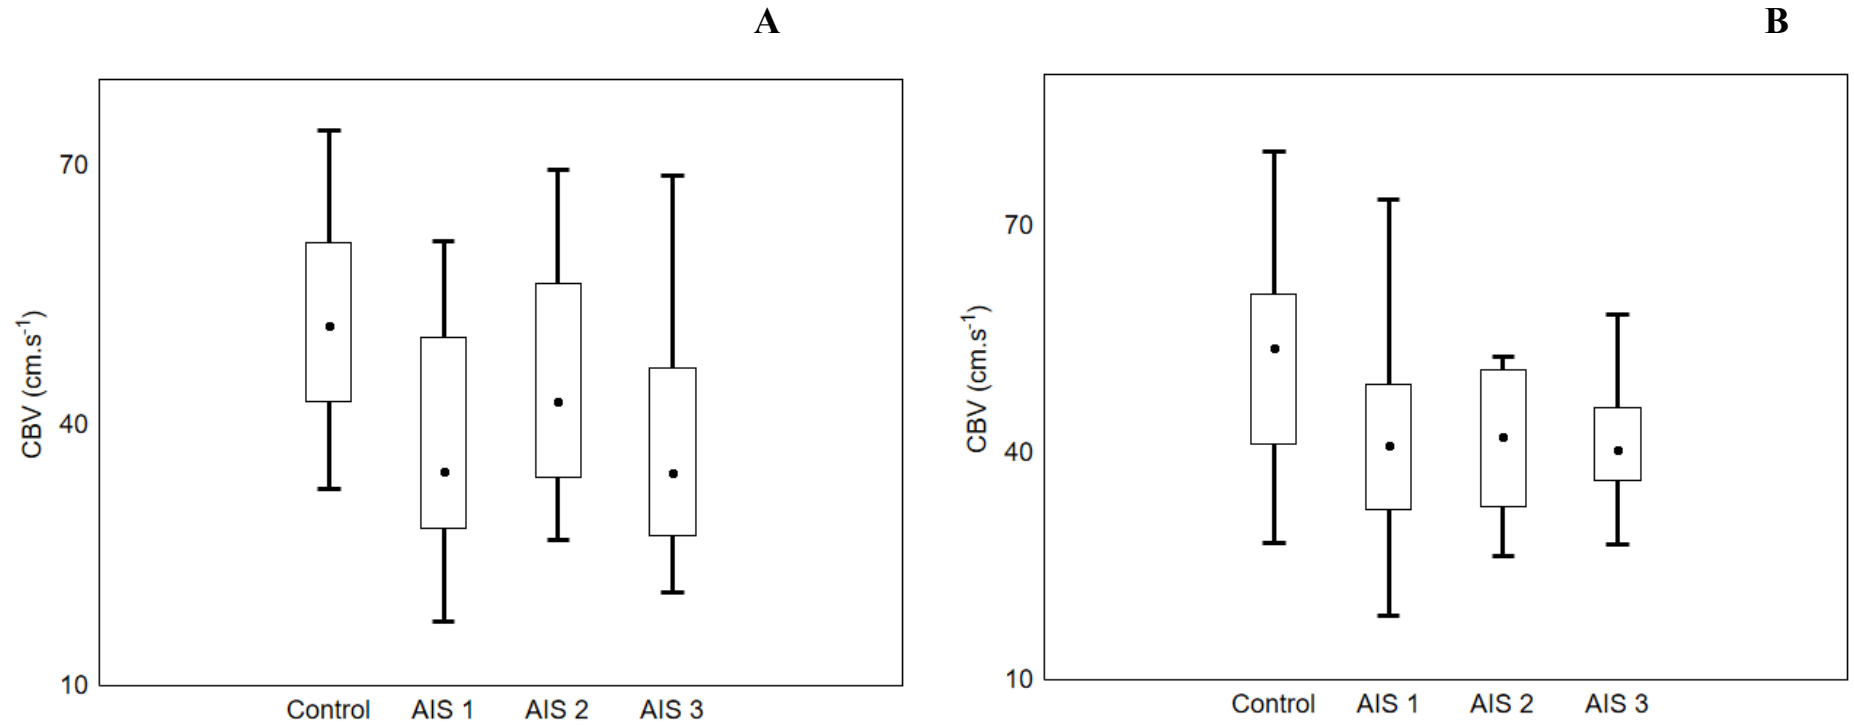 A
70
40
10
CBV (cm.s-1)
Control AIS 1 AIS 2 AIS 3
B
70
40
10
CBV (cm.s-1)
Control AIS 1 AIS 2 AIS 3